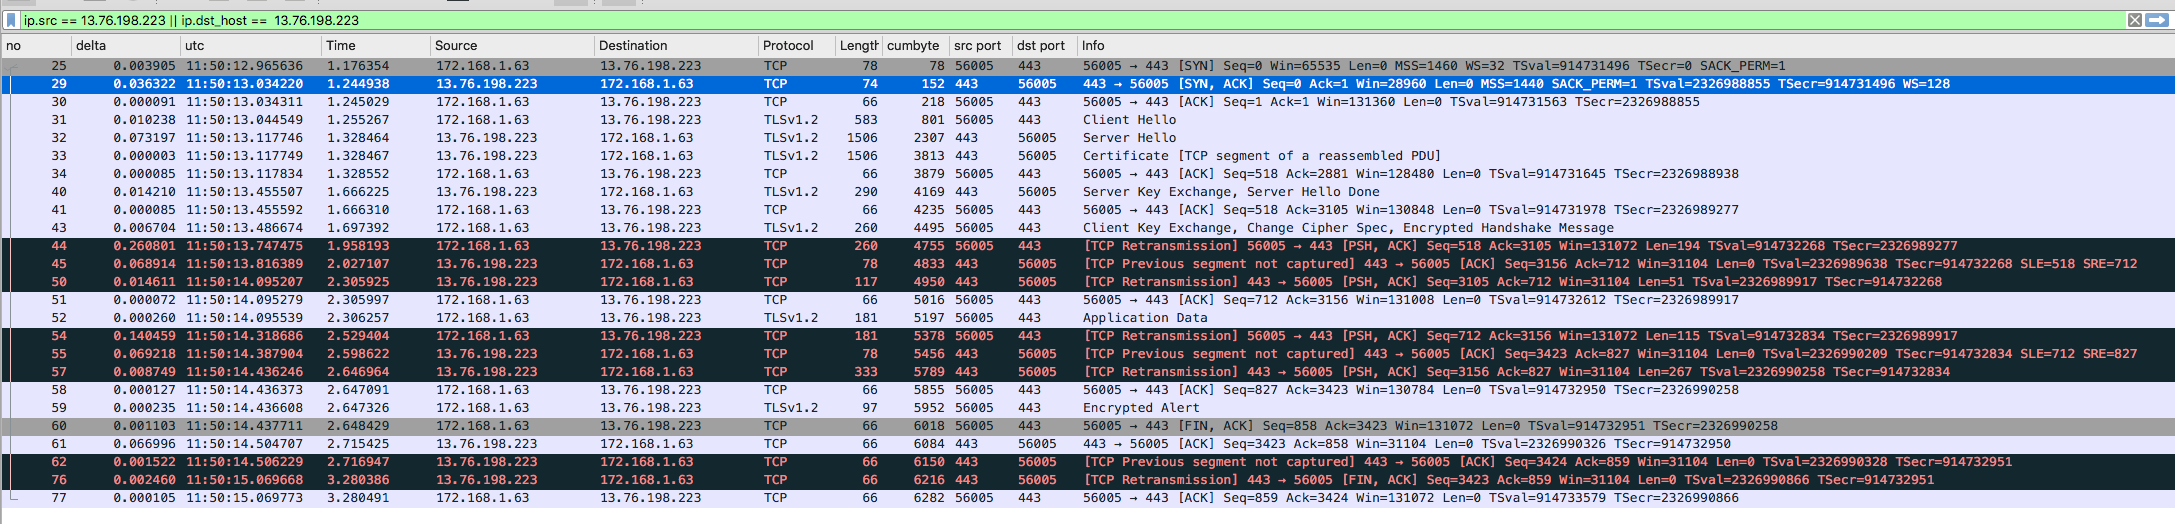 ip.src == 13.76.198.223 || ip.dst_host == 13.76.198.223
no delta utc Time Source Destination Protocol Length cumbyte src port dst port Info
25 0.003905 11:50:12.965636 1.176354 172.168.1.63 13.76.198.223 TCP 78 78 56005 443 56005 → 443 [SYN] Seq=0 Win=65535 Len=0 MSS=1460 WS=32 TSval=914731496 TSecr=0 SACK_PERM=1
29 0.036322 11:50:13.034220 1.244938 13.76.198.223 172.168.1.63 TCP 74 152 443 56005 443 → 56005 [SYN, ACK] Seq=0 Ack=1 Win=28960 Len=0 MSS=1440 SACK_PERM=1 TSval=2326988855 TSecr=914731496 WS=128
30 0.000091 11:50:13.034311 1.245029 172.168.1.63 13.76.198.223 TCP 66 218 56005 443 56005 → 443 [ACK] Seq=1 Ack=1 Win=131360 Len=0 TSval=914731563 TSecr=2326988855
31 0.010238 11:50:13.044549 1.255267 172.168.1.63 13.76.198.223 TLSv1.2 583 801 56005 443 Client Hello
32 0.073197 11:50:13.117746 1.328464 13.76.198.223 172.168.1.63 TLSv1.2 1506 2307 443 56005 Server Hello
33 0.000003 11:50:13.117749 1.328467 13.76.198.223 172.168.1.63 TLSv1.2 1506 3813 443 56005 Certificate [TCP segment of a reassembled PDU]
34 0.000085 11:50:13.117834 1.328552 172.168.1.63 13.76.198.223 TCP 66 3879 56005 443 56005 → 443 [ACK] Seq=518 Ack=2881 Win=128480 Len=0 TSval=914731645 TSecr=2326988938
40 0.014210 11:50:13.455507 1.666225 13.76.198.223 172.168.1.63 TLSv1.2 290 4169 443 56005 Server Key Exchange, Server Hello Done
41 0.000085 11:50:13.455592 1.666310 172.168.1.63 13.76.198.223 TCP 66 4235 56005 443 56005 → 443 [ACK] Seq=518 Ack=3105 Win=130848 Len=0 TSval=914731978 TSecr=2326989277
43 0.006704 11:50:13.486674 1.697392 172.168.1.63 13.76.198.223 TLSv1.2 260 4495 56005 443 Client Key Exchange, Change Cipher Spec, Encrypted Handshake Message
44 0.260801 11:50:13.747475 1.958193 172.168.1.63 13.76.198.223 TCP 260 4755 56005 443 [TCP Retransmission] 56005 → 443 [PSH, ACK] Seq=518 Ack=3105 Win=131072 Len=194 TSval=914732268 TSecr=2326989277
45 0.068914 11:50:13.816389 2.027107 13.76.198.223 172.168.1.63 TCP 78 4833 443 56005 [TCP Previous segment not captured] 443 → 56005 [ACK] Seq=3156 Ack=712 Win=31104 Len=0 TSval=2326989638 TSecr=914732268 SLE=518 SRE=712
50 0.014611 11:50:14.095207 2.305925 13.76.198.223 172.168.1.63 TCP 117 4950 443 56005 [TCP Retransmission] 443 → 56005 [PSH, ACK] Seq=3105 Ack=712 Win=31104 Len=51 TSval=2326989917 TSecr=914732268
51 0.000072 11:50:14.095279 2.305997 172.168.1.63 13.76.198.223 TCP 66 5016 56005 443 56005 → 443 [ACK] Seq=712 Ack=3156 Win=131008 Len=0 TSval=914732612 TSecr=2326989917
52 0.000260 11:50:14.095539 2.306257 172.168.1.63 13.76.198.223 TLSv1.2 181 5197 56005 443 Application Data
54 0.140459 11:50:14.318686 2.529404 172.168.1.63 13.76.198.223 TCP 181 5378 56005 443 [TCP Retransmission] 56005 → 443 [PSH, ACK] Seq=712 Ack=3156 Win=131072 Len=115 TSval=914732834 TSecr=2326989917
55 0.069218 11:50:14.387904 2.598622 13.76.198.223 172.168.1.63 TCP 78 5456 443 56005 [TCP Previous segment not captured] 443 → 56005 [ACK] Seq=3423 Ack=827 Win=31104 Len=0 TSval=2326990209 TSecr=914732834 SLE=712 SRE=827
57 0.008749 11:50:14.436246 2.646964 13.76.198.223 172.168.1.63 TCP 333 5789 443 56005 [TCP Retransmission] 443 → 56005 [PSH, ACK] Seq=3156 Ack=827 Win=31104 Len=267 TSval=2326990258 TSecr=914732834
58 0.000127 11:50:14.436373 2.647091 172.168.1.63 13.76.198.223 TCP 66 5855 56005 443 56005 → 443 [ACK] Seq=827 Ack=3423 Win=130784 Len=0 TSval=914732950 TSecr=2326990258
59 0.000235 11:50:14.436608 2.647326 172.168.1.63 13.76.198.223 TLSv1.2 97 5952 56005 443 Encrypted Alert
60 0.001103 11:50:14.437711 2.648429 172.168.1.63 13.76.198.223 TCP 66 6018 56005 443 56005 → 443 [FIN, ACK] Seq=858 Ack=3423 Win=131072 Len=0 TSval=914732951 TSecr=2326990258
61 0.066996 11:50:14.504707 2.715425 13.76.198.223 172.168.1.63 TCP 66 6084 443 56005 443 → 56005 [ACK] Seq=3423 Ack=858 Win=31104 Len=0 TSval=2326990326 TSecr=914732950
62 0.001522 11:50:14.506229 2.716947 13.76.198.223 172.168.1.63 TCP 66 6150 443 56005 [TCP Previous segment not captured] 443 → 56005 [ACK] Seq=3424 Ack=859 Win=31104 Len=0 TSval=2326990328 TSecr=914732951
76 0.002460 11:50:15.069668 3.280386 13.76.198.223 172.168.1.63 TCP 66 6216 443 56005 [TCP Retransmission] 443 → 56005 [FIN, ACK] Seq=3423 Ack=859 Win=31104 Len=0 TSval=2326990866 TSecr=914732951
77 0.000105 11:50:15.069773 3.280491 172.168.1.63 13.76.198.223 TCP 66 6282 56005 443 56005 → 443 [ACK] Seq=859 Ack=3424 Win=131072 Len=0 TSval=914733579 TSecr=2326990866